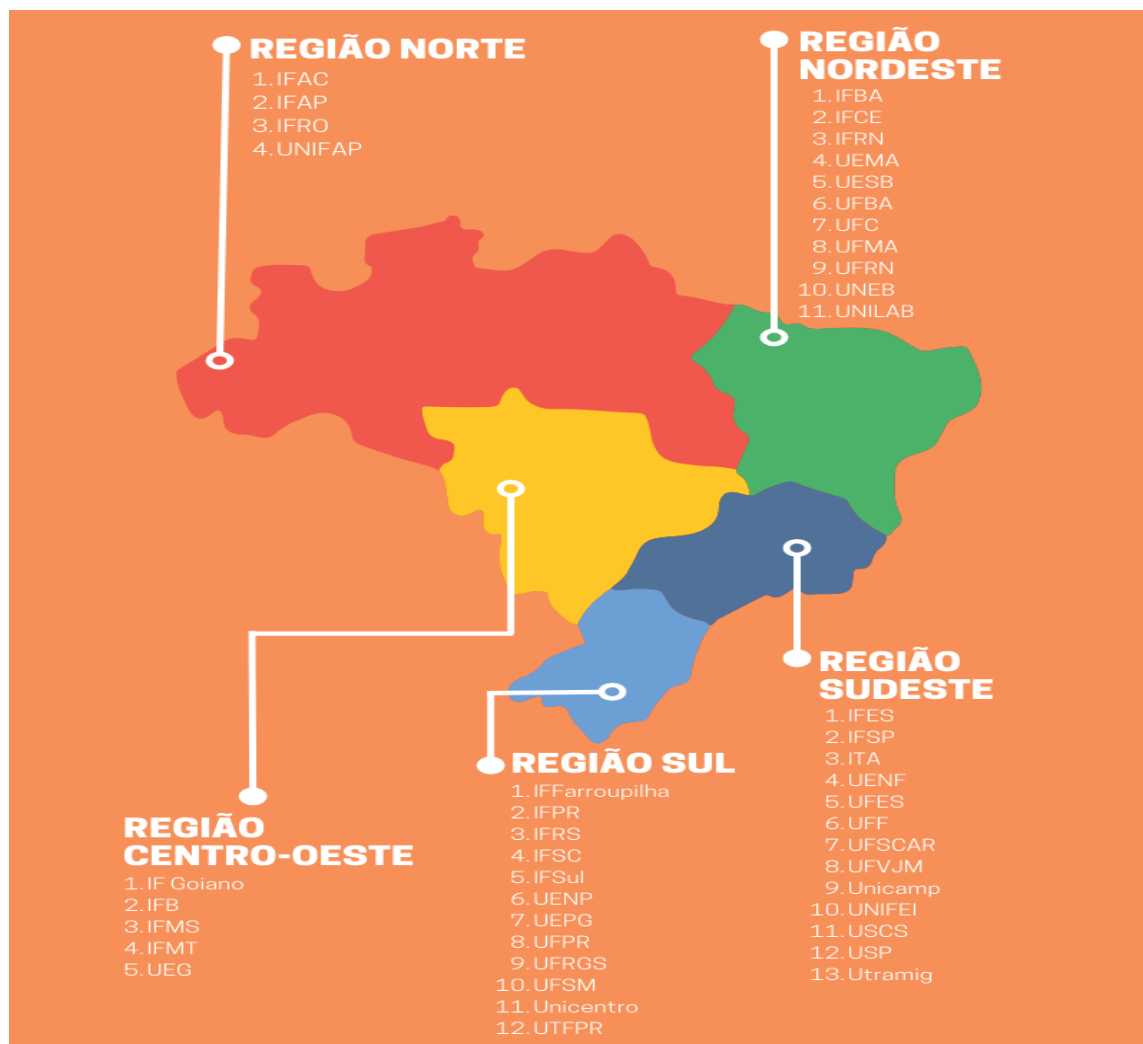 REGIÃO NORTE
1. IFAC
2. IFAP
3. IFRO
4. UNIFAP
REGIÃO
NORDESTE
1. IFBA
2. IFCE
3. IFRN
4. UEMA
5. UESB
6. UFBA
7. UFC
8. UFMA
9. UFRN
10. UNEB
11. UNILAB
REGIÃO
CENTRO-OESTE
1. IF Goiano
2. IFB
3. IFMS
4. IFMT
5. UEG
REGIÃO SUL
1. IFFarroupilha
2. IFPR
3. IFRS
4. IFSC
5. IFSul
6. UENP
7. UEPG
8. UFPR
9. UFRGS
10. UFSM
11. Unicentro
12. UTFPR
REGIÃO
SUDESTE
1. IFES
2. IFSP
3. ITA
4. UENF
5. UFES
6. UFF
7. UFSCAR
8. UFVJM
9. Unicamp
10. UNIFEI
11. USCS
12. USP
13. Utramig